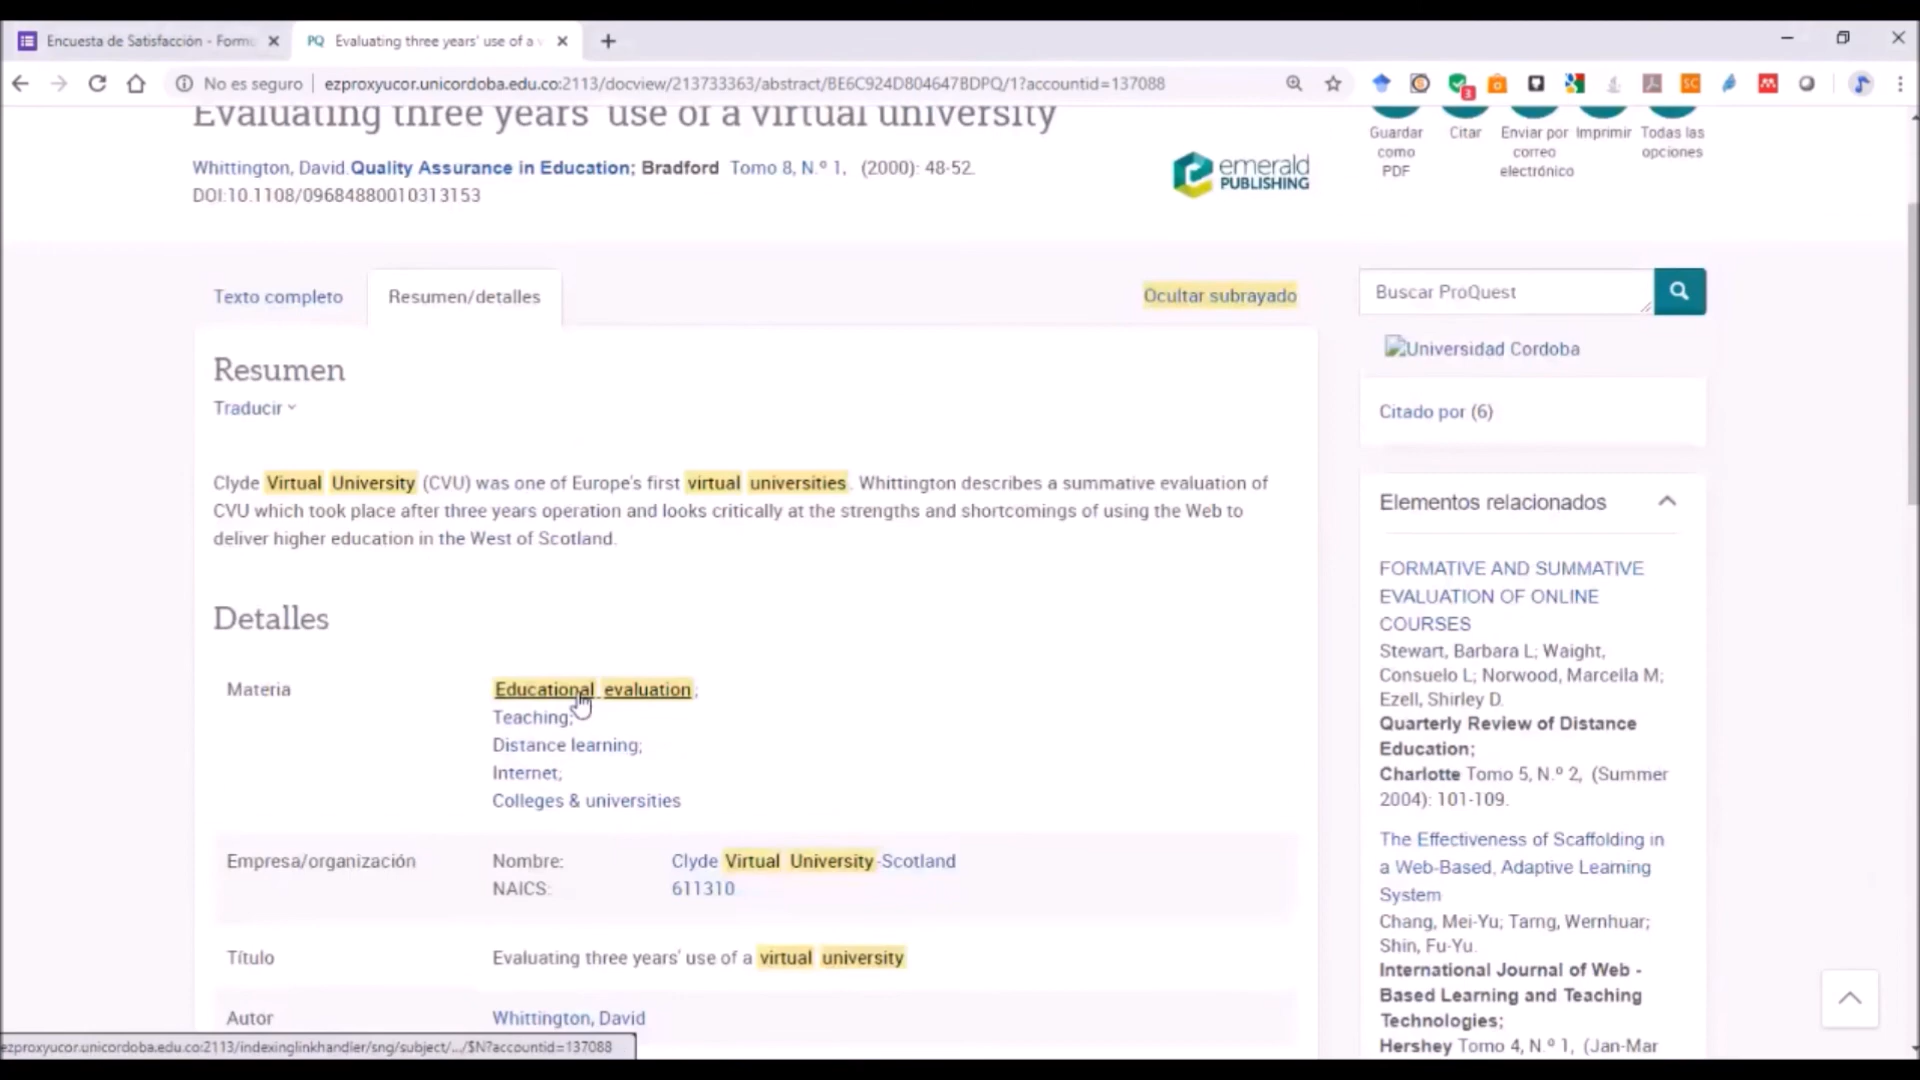 Encuesta de Satisfacción - Formu
PQ Evaluating three years' use of a v
No es seguro ezproxyucor.unicordoba.edu.co:2113/docview/213733363/abstract/BE6C924D804647BDPQ/1?accountid=137088
3
SC
Evaluating three years' use of a virtual university
Guardar como PDF
Citar
Enviar por correo electrónico
Imprimir
Todas las opciones
Whittington, David.Quality Assurance in Education; Bradford Tomo 8, N.º 1, (2000): 48-52.
DOI:10.1108/09684880010313153
emerald
PUBLISHING
Texto completo
Resumen/detalles
Ocultar subrayado
Buscar ProQuest
Universidad Cordoba
Citado por (6)
Resumen
Traducir
Clyde Virtual University (CVU) was one of Europe's first virtual universities. Whittington describes a summative evaluation of
CVU which took place after three years operation and looks critically at the strengths and shortcomings of using the Web to
deliver higher education in the West of Scotland.
Detalles
Materia
Educational evaluation;
Teaching;
Distance learning;
Internet;
Colleges & universities
Empresa/organización
Nombre: Clyde Virtual University-Scotland
NAICS: 611310
Título Evaluating three years' use of a virtual university
Autor Whittington, David
Elementos relacionados
FORMATIVE AND SUMMATIVE
EVALUATION OF ONLINE
COURSES
Stewart, Barbara L; Waight,
Consuelo L; Norwood, Marcella M;
Ezell, Shirley D.
Quarterly Review of Distance
Education;
Charlotte Tomo 5, N.º 2, (Summer
2004): 101-109.
The Effectiveness of Scaffolding in
a Web-Based, Adaptive Learning
System
Chang, Mei-Yu; Tarng, Wernhuar;
Shin, Fu-Yu.
International Journal of Web -
Based Learning and Teaching
Technologies;
Hershey Tomo 4, N.º 1, (Jan-Mar
ezproxyucor.unicordoba.edu.co:2113/indexinglinkhandler/sng/subject/.../$N?accountid=137088